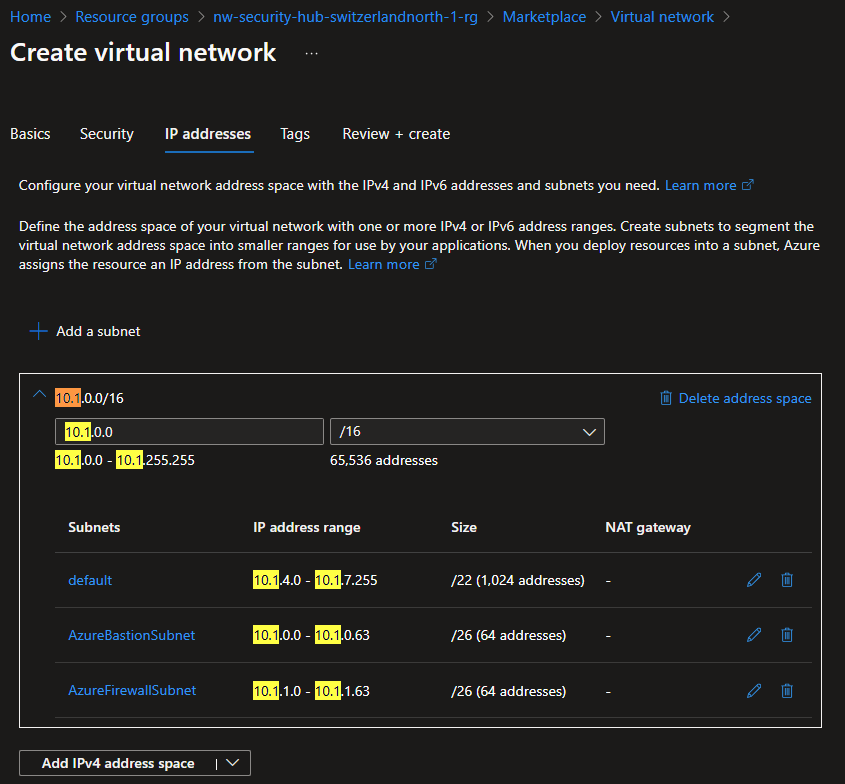 Home > Resource groups > nw-security-hub-switzerlandnorth-1-rg > Marketplace > Virtual network >
Create virtual network ...
Basics Security IP addresses Tags Review + create
Configure your virtual network address space with the IPv4 and IPv6 addresses and subnets you need. Learn more
Define the address space of your virtual network with one or more IPv4 or IPv6 address ranges. Create subnets to segment the
virtual network address space into smaller ranges for use by your applications. When you deploy resources into a subnet, Azure
assigns the resource an IP address from the subnet. Learn more
+ Add a subnet
10.1.0.0/16 Delete address space
10.1.0.0 /16
10.1.0.0 - 10.1.255.255 65,536 addresses
Subnets IP address range Size NAT gateway
default 10.1.4.0 - 10.1.7.255 /22 (1,024 addresses) -
AzureBastionSubnet 10.1.0.0 - 10.1.0.63 /26 (64 addresses) -
AzureFirewallSubnet 10.1.1.0 - 10.1.1.63 /26 (64 addresses) -
Add IPv4 address space |